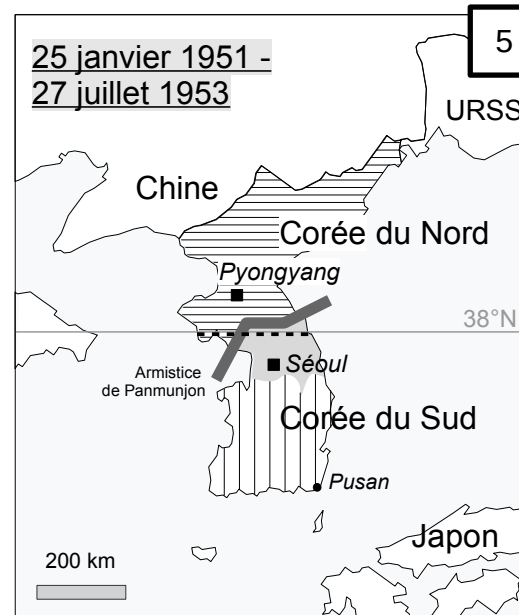 5
25 janvier 1951 -
27 juillet 1953
URSS
Chine
Corée du Nord
Pyongyang
38°N
Armistice
de Panmunjon
Séoul
Corée du Sud
Pusan
Japon
200 km